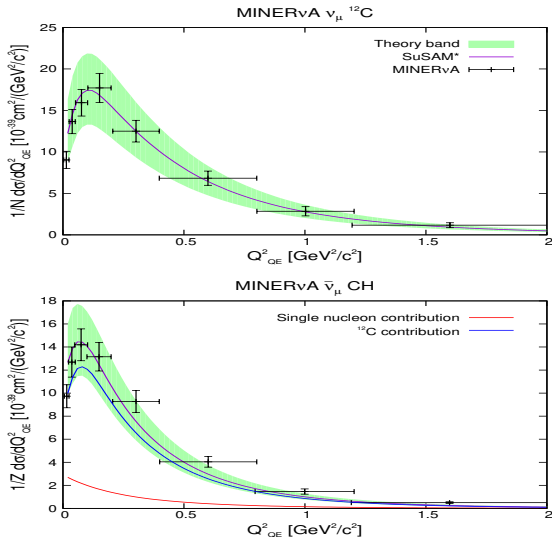 MINERνA ν_μ ¹²C
1/N dσ/dQ²_QE [10⁻³⁹cm²/(GeV²/c²)]
25
20
15
10
5
0
Theory band
SuSAM*
MINERνA
0 0.5 1 1.5 2
Q²_QE [GeV²/c²]
MINERνA ν̄_μ CH
1/Z dσ/dQ²_QE [10⁻³⁹cm²/(GeV²/c²)]
18
16
14
12
10
8
6
4
2
0
Single nucleon contribution
¹²C contribution
0 0.5 1 1.5 2
Q²_QE [GeV²/c²]